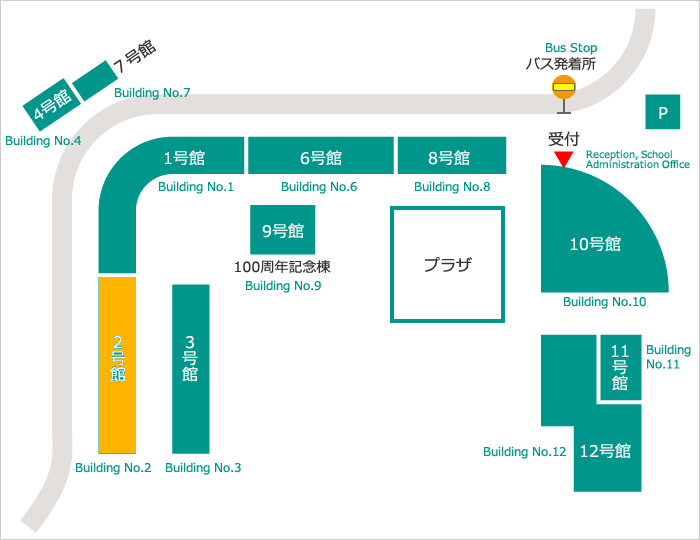 Bus Stop
バス発着所
7号館
Building No.7
4号館
Building No.4
P
受付
Reception, School
Administration Office
1号館
Building No.1
6号館
Building No.6
8号館
Building No.8
9号館
100周年記念棟
Building No.9
プラザ
10号館
Building No.10
2号館
Building No.2
3号館
Building No.3
11号館
Building
No.11
12号館
Building No.12